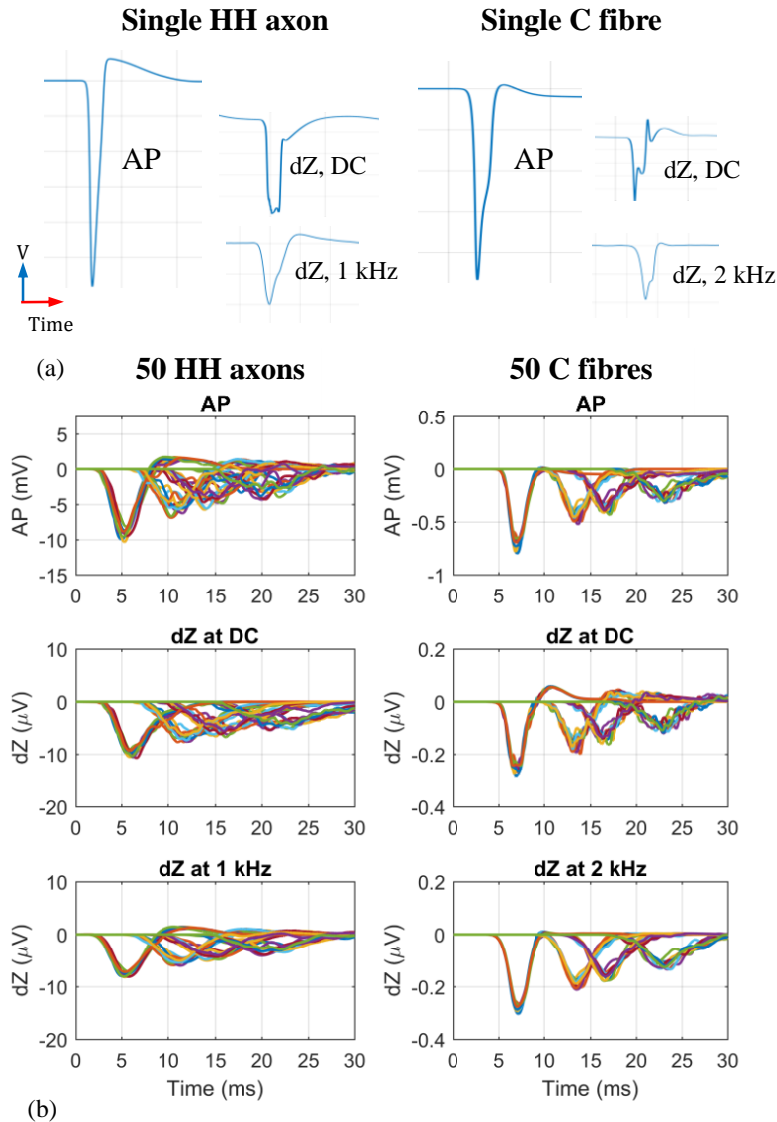 Single HH axon
Single C fibre
AP
dZ, DC
dZ, 1 kHz
AP
dZ, DC
dZ, 2 kHz
V
Time
(a)
50 HH axons
50 C fibres
AP
5
0
-5
-10
-15
AP (mV)
0 5 10 15 20 25 30
AP
0.5
0
-0.5
-1
AP (mV)
0 5 10 15 20 25 30
dZ at DC
10
0
-10
-20
dZ (μV)
0 5 10 15 20 25 30
dZ at DC
0.2
0
-0.2
-0.4
dZ (μV)
0 5 10 15 20 25 30
dZ at 1 kHz
10
0
-10
-20
dZ (μV)
0 5 10 15 20 25 30
Time (ms)
dZ at 2 kHz
0.2
0
-0.2
-0.4
dZ (μV)
0 5 10 15 20 25 30
Time (ms)
(b)